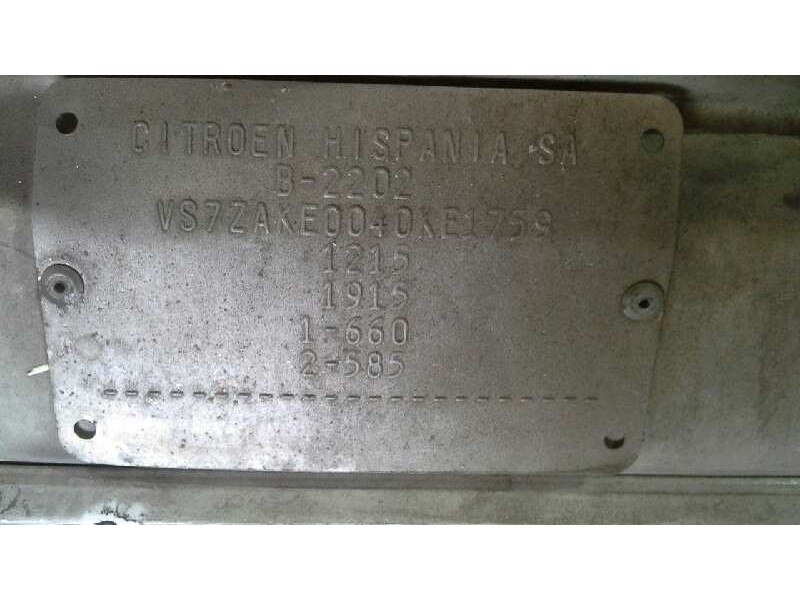 CITROEN HISPANIA, SA
B-2202
VS7ZAKE0040KE1759
1215
1915
1-660
2-585
-----------------------